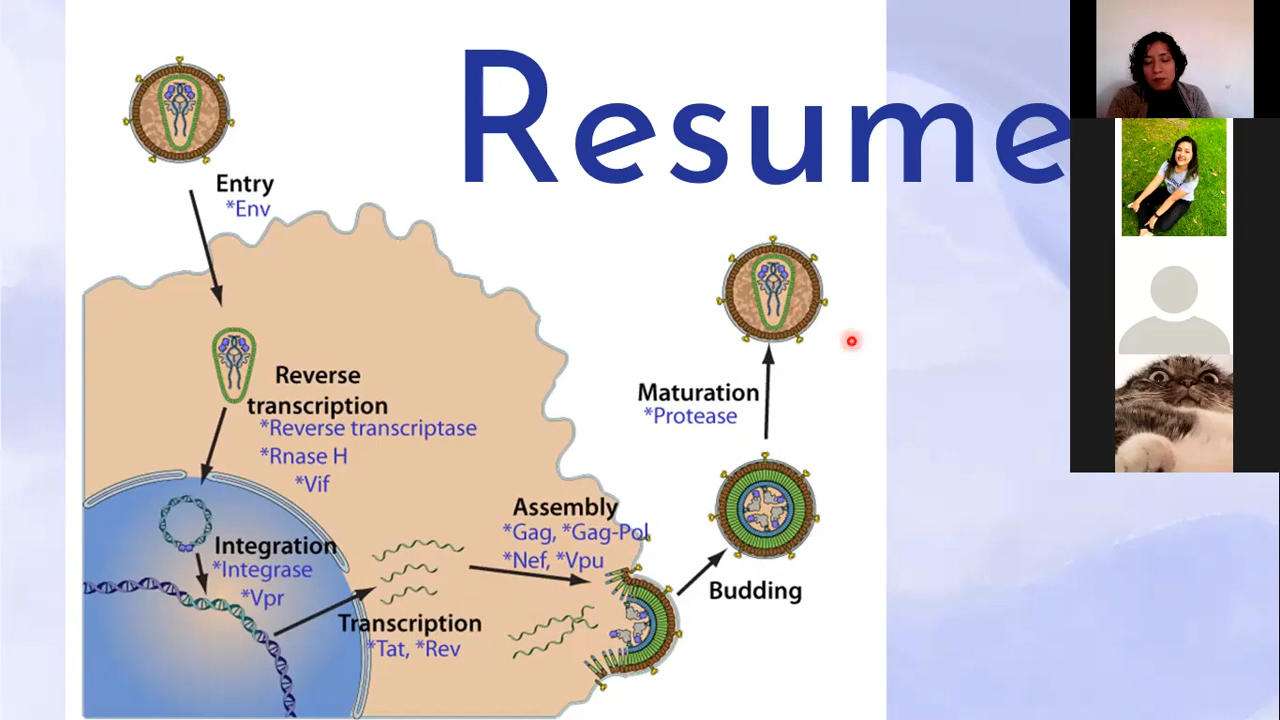 Resume
Entry
*Env
Reverse
transcription
*Reverse transcriptase
*Rnase H
*Vif
Integration
*Integrase
*Vpr
Transcription
*Tat, *Rev
Assembly
*Gag, *Gag-Pol
*Nef, *Vpu
Budding
Maturation
*Protease